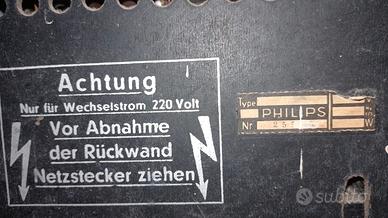 Achtung
Nur für Wechselstrom 220 Volt
Vor Abnahme
der Rückwand
Netzstecker ziehen
Type
PHILIPS
Nr
W
subito